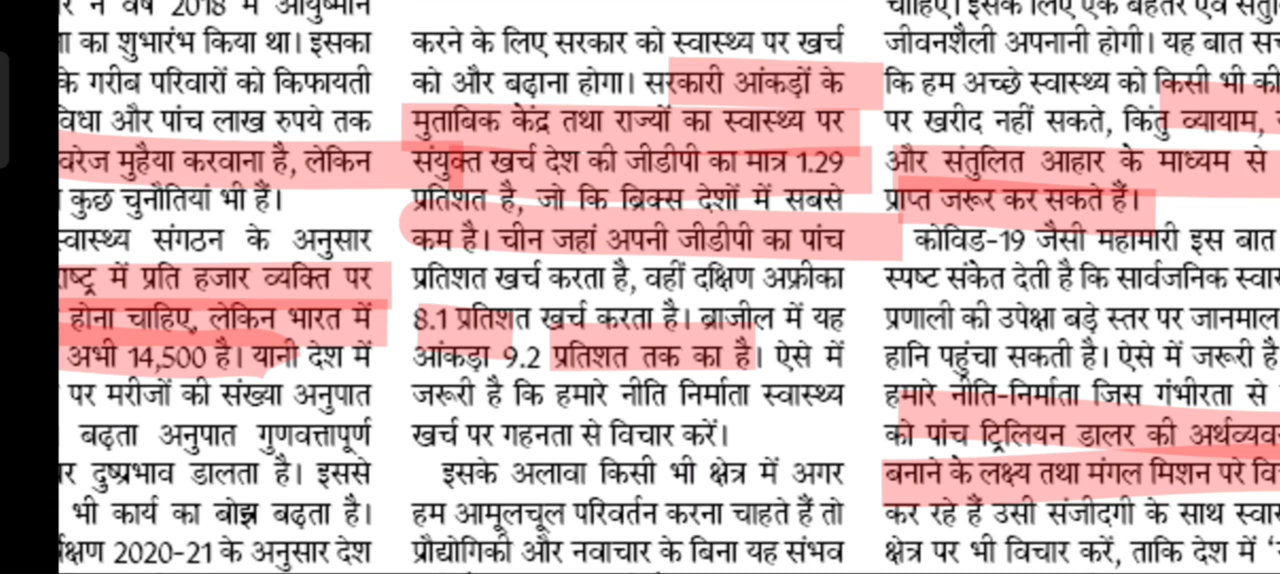 र ने वर्ष 2018 में आयुष्मान
का शुभारंभ किया था। इसका
के गरीब परिवारों को किफायती
विधा और पांच लाख रुपये तक
वरेज मुहैया करवाना है, लेकिन
कुछ चुनौतियां भी हैं।
स्वास्थ्य संगठन के अनुसार
राष्ट्र में प्रति हजार व्यक्ति पर
होना चाहिए, लेकिन भारत में
अभी 14,500 है। यानी देश में
पर मरीजों की संख्या अनुपात
बढ़ता अनुपात गुणवत्तापूर्ण
र दुष्प्रभाव डालता है। इससे
भी कार्य का बोझ बढ़ता है।
क्षण 2020-21 के अनुसार देश
करने के लिए सरकार को स्वास्थ्य पर खर्च
को और बढ़ाना होगा। सरकारी आंकड़ों के
मुताबिक केंद्र तथा राज्यों का स्वास्थ्य पर
संयुक्त खर्च देश की जीडीपी का मात्र 1.29
प्रतिशत है, जो कि ब्रिक्स देशों में सबसे
कम है। चीन जहां अपनी जीडीपी का पांच
प्रतिशत खर्च करता है, वहीं दक्षिण अफ्रीका
8.1 प्रतिशत खर्च करता है। ब्राजील में यह
आंकड़ा 9.2 प्रतिशत तक का है। ऐसे में
जरूरी है कि हमारे नीति निर्माता स्वास्थ्य
खर्च पर गहनता से विचार करें।
इसके अलावा किसी भी क्षेत्र में अगर
हम आमूलचूल परिवर्तन करना चाहते हैं तो
प्रौद्योगिकी और नवाचार के बिना यह संभव
चाहिए। इसके लिए एक बेहतर एवं संतु
जीवनशैली अपनानी होगी। यह बात सच
कि हम अच्छे स्वास्थ्य को किसी भी की
पर खरीद नहीं सकते, किंतु व्यायाम,
और संतुलित आहार के माध्यम से
प्राप्त जरूर कर सकते हैं।
कोविड-19 जैसी महामारी इस बात
स्पष्ट संकेत देती है कि सार्वजनिक स्वास
प्रणाली की उपेक्षा बड़े स्तर पर जानमाल
हानि पहुंचा सकती है। ऐसे में जरूरी है
हमारे नीति-निर्माता जिस गंभीरता से
को पांच ट्रिलियन डालर की अर्थव्यव
बनाने के लक्ष्य तथा मंगल मिशन पर वि
कर रहे हैं उसी संजीदगी के साथ स्वास
क्षेत्र पर भी विचार करें, ताकि देश में